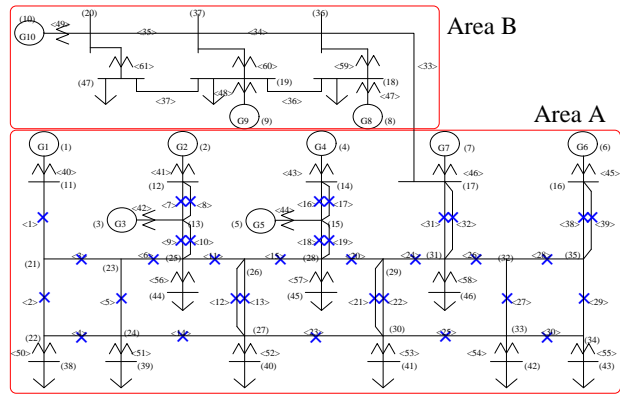 (10) (20) (37) (36) Area B
<49>
G10 <35> <34>
<61> <60> <59> <33>
(47) (19) (18)
<48> <47>
<37> <36>
G9 (9) G8 (8)
Area A
G1 (1) G2 (2) G4 (4) G7 (7) G6 (6)
<40> <41> <43> <46> <45>
(11) (12) (14) (17) (16)
<7> <8> <16> <17>
<42> <44>
(3) G3 (13) (5) G5 (15)
<1> <31> <32> <38> <39>
<9> <10> <18> <19>
<3> <6> <11> <15> <20> <24> <26> <28>
(21) (23) (25) (26) (28) (29) (31) (32) (35)
<56> <57> <58>
(44) (45) (46)
<2> <5> <12> <13> <21> <22> <27> <29>
<4> <14> <23> <25> <30>
(22) (24) (27) (30) (33) (34)
<50> <51> <52> <53> <54> <55>
(38) (39) (40) (41) (42) (43)